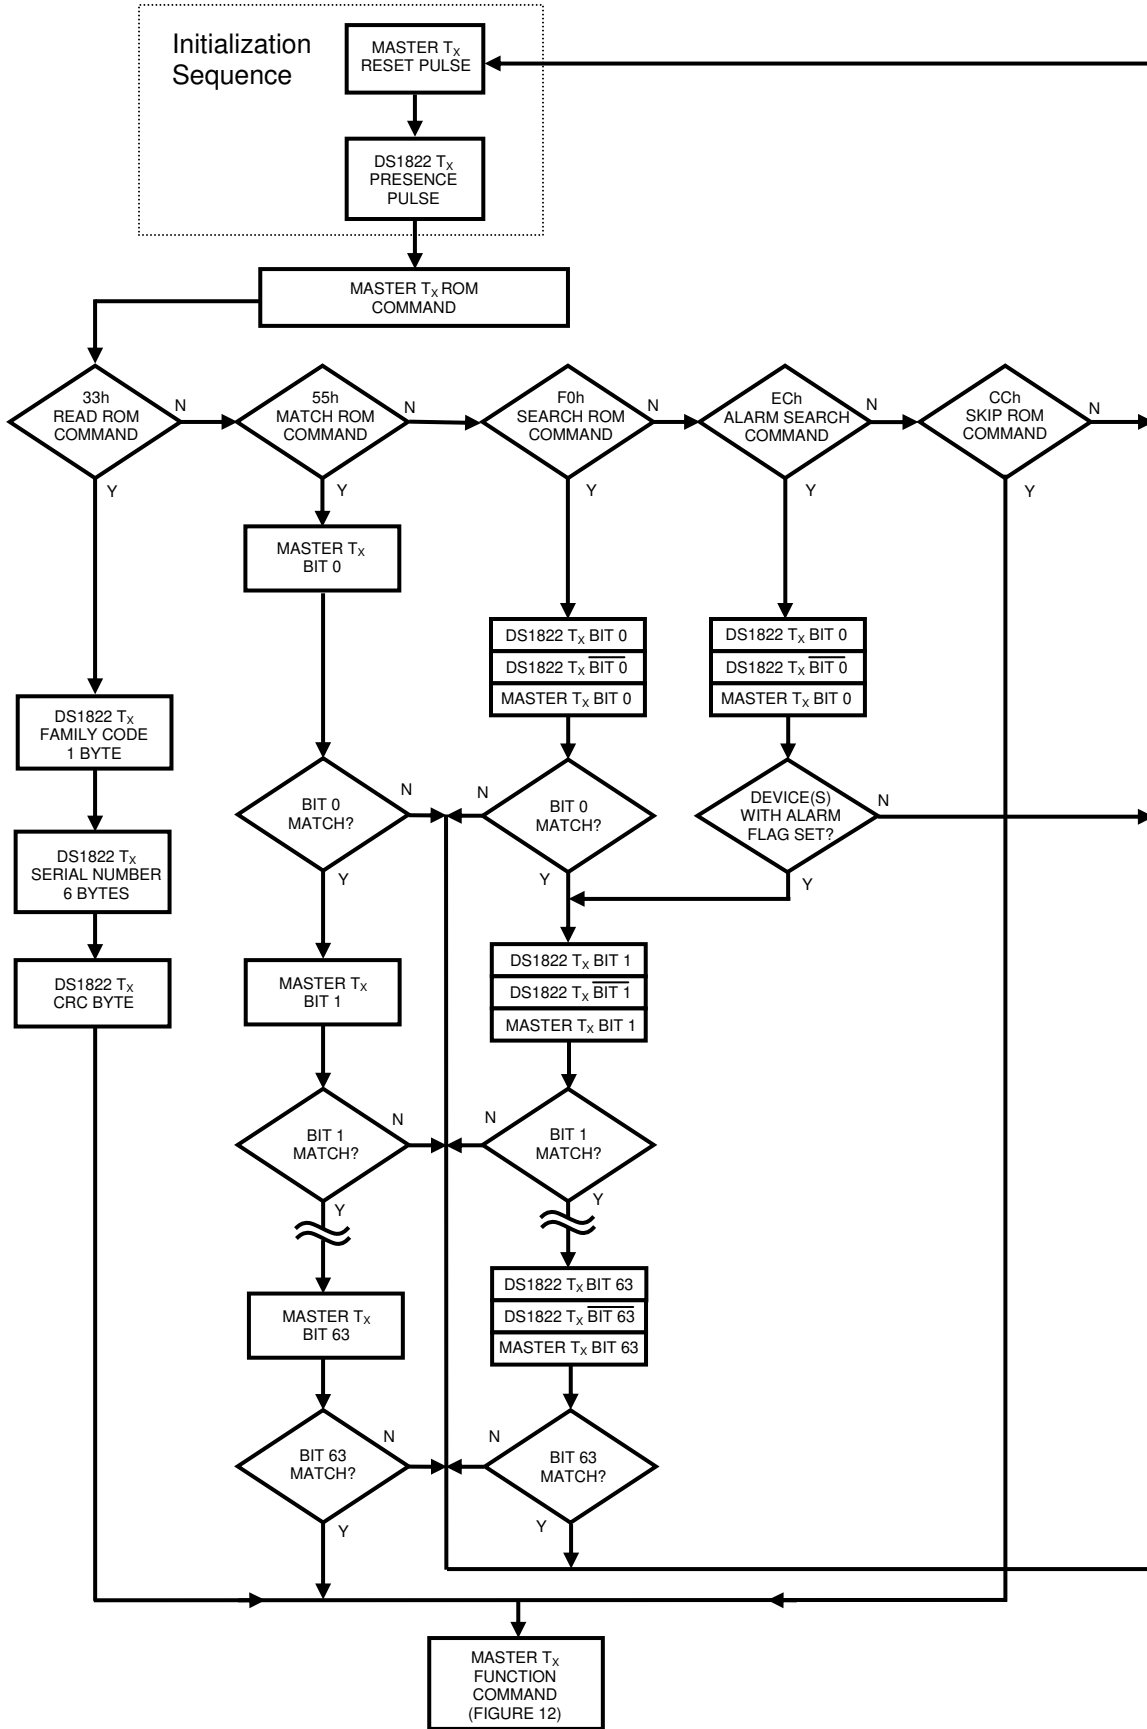 Initialization
Sequence
MASTER TX
RESET PULSE
DS1822 TX
PRESENCE
PULSE
MASTER TX ROM
COMMAND
33h
READ ROM
COMMAND
N
Y
55h
MATCH ROM
COMMAND
N
Y
F0h
SEARCH ROM
COMMAND
N
Y
ECh
ALARM SEARCH
COMMAND
N
Y
CCh
SKIP ROM
COMMAND
N
Y
DS1822 TX
FAMILY CODE
1 BYTE
DS1822 TX
SERIAL NUMBER
6 BYTES
DS1822 TX
CRC BYTE
MASTER TX
BIT 0
BIT 0
MATCH?
N
Y
MASTER TX
BIT 1
BIT 1
MATCH?
N
Y
MASTER TX
BIT 63
BIT 63
MATCH?
N
Y
DS1822 TX BIT 0
DS1822 TX BIT 0
MASTER TX BIT 0
BIT 0
MATCH?
N
Y
DS1822 TX BIT 1
DS1822 TX BIT 1
MASTER TX BIT 1
BIT 1
MATCH?
N
Y
DS1822 TX BIT 63
DS1822 TX BIT 63
MASTER TX BIT 63
BIT 63
MATCH?
N
Y
DS1822 TX BIT 0
DS1822 TX BIT 0
MASTER TX BIT 0
DEVICE(S)
WITH ALARM
FLAG SET?
N
Y
MASTER TX
FUNCTION
COMMAND
(FIGURE 12)